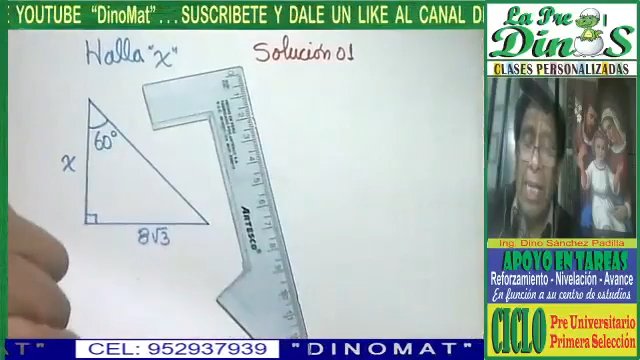 YOUTUBE "DinoMat"...SUSCRIBETE Y DALE UN LIKE AL CANAL
La Pre
DinoS
CLASES PERSONALIZADAS
Halla "x"
Solución 01
60°
x
8√3
ARTESCO
Ing. Dino Sánchez Padilla
APOYO EN TAREAS
Reforzamiento - Nivelación - Avance
En función a su centro de estudios
CICLO
Pre Universitario
Primera Selección
CEL: 952937939
"DINOMAT"